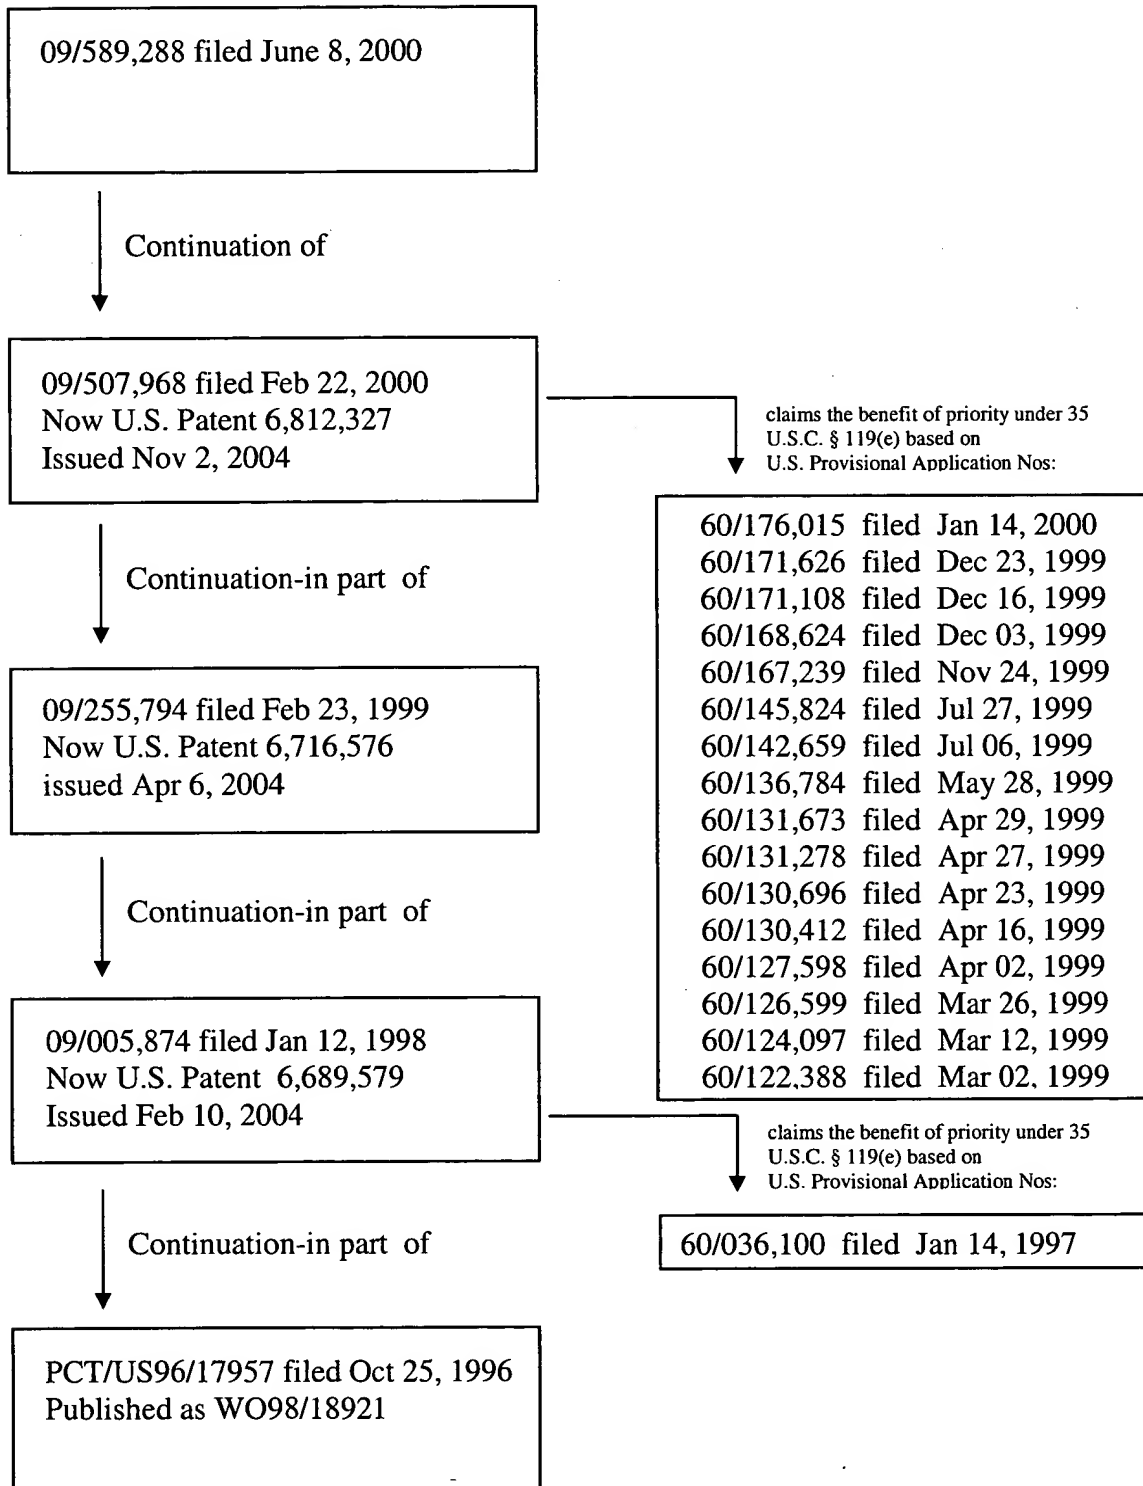 09/589,288 filed June 8, 2000
Continuation of
09/507,968 filed Feb 22, 2000
Now U.S. Patent 6,812,327
Issued Nov 2, 2004
claims the benefit of priority under 35
U.S.C. § 119(e) based on
U.S. Provisional Application Nos:
60/176,015 filed Jan 14, 2000
60/171,626 filed Dec 23, 1999
60/171,108 filed Dec 16, 1999
60/168,624 filed Dec 03, 1999
60/167,239 filed Nov 24, 1999
60/145,824 filed Jul 27, 1999
60/142,659 filed Jul 06, 1999
60/136,784 filed May 28, 1999
60/131,673 filed Apr 29, 1999
60/131,278 filed Apr 27, 1999
60/130,696 filed Apr 23, 1999
60/130,412 filed Apr 16, 1999
60/127,598 filed Apr 02, 1999
60/126,599 filed Mar 26, 1999
60/124,097 filed Mar 12, 1999
60/122,388 filed Mar 02, 1999
Continuation-in part of
09/255,794 filed Feb 23, 1999
Now U.S. Patent 6,716,576
issued Apr 6, 2004
Continuation-in part of
09/005,874 filed Jan 12, 1998
Now U.S. Patent 6,689,579
Issued Feb 10, 2004
claims the benefit of priority under 35
U.S.C. § 119(e) based on
U.S. Provisional Application Nos:
60/036,100 filed Jan 14, 1997
Continuation-in part of
PCT/US96/17957 filed Oct 25, 1996
Published as WO98/18921